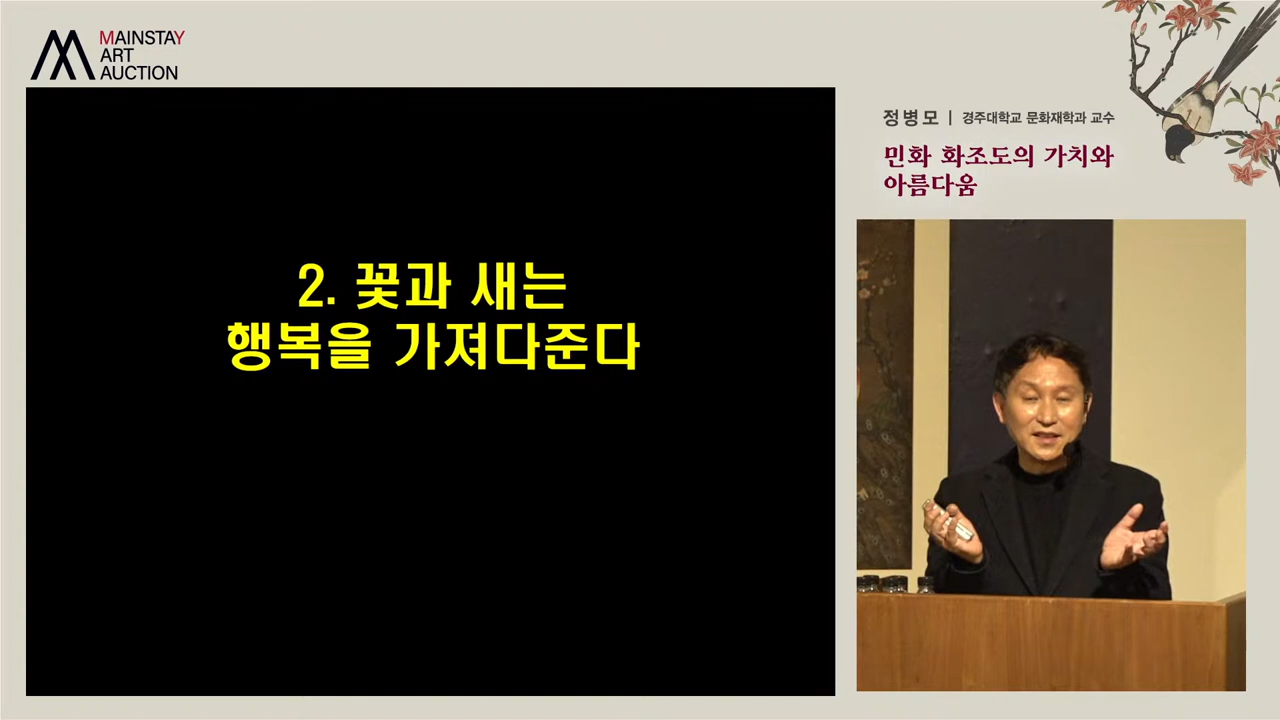 MAINSTAY
ART
AUCTION
정병모 | 경주대학교 문화재학과 교수
민화 화조도의 가치와
아름다움
2. 꽃과 새는
행복을 가져다준다